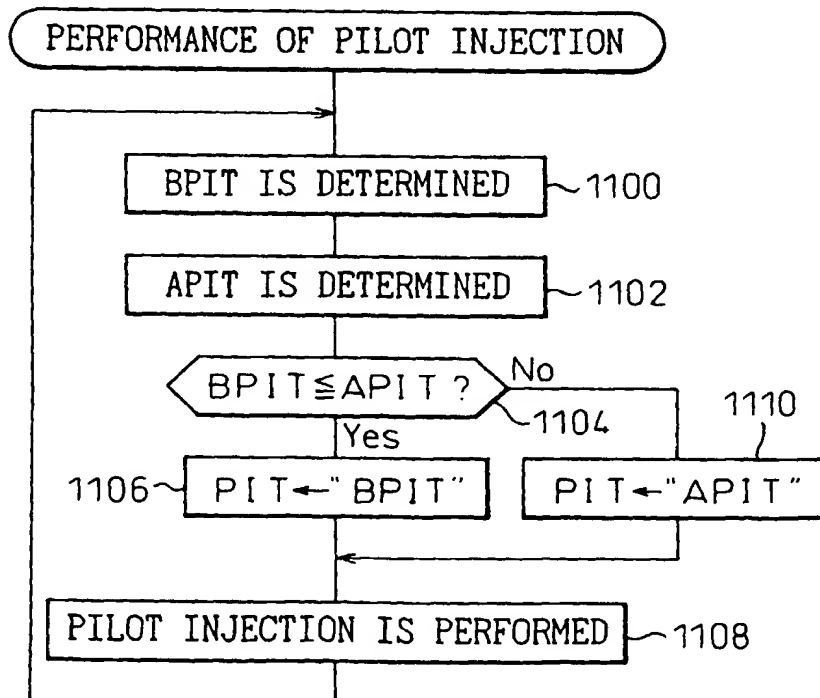 PERFORMANCE OF PILOT INJECTION
BPIT IS DETERMINED
1100
APIT IS DETERMINED
1102
BPIT≦APIT?
No
1104
1110
Yes
1106
PIT←"BPIT"
PIT←"APIT"
PILOT INJECTION IS PERFORMED
1108